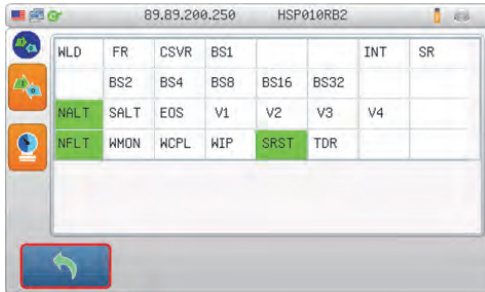 89.89.200.250 HSP010RB2
WLD FR CSVR BS1 INT SR
BS2 BS4 BS8 BS16 BS32
NALT SALT EOS V1 V2 V3 V4
NFLT WMON WCPL WIP SRST TDR